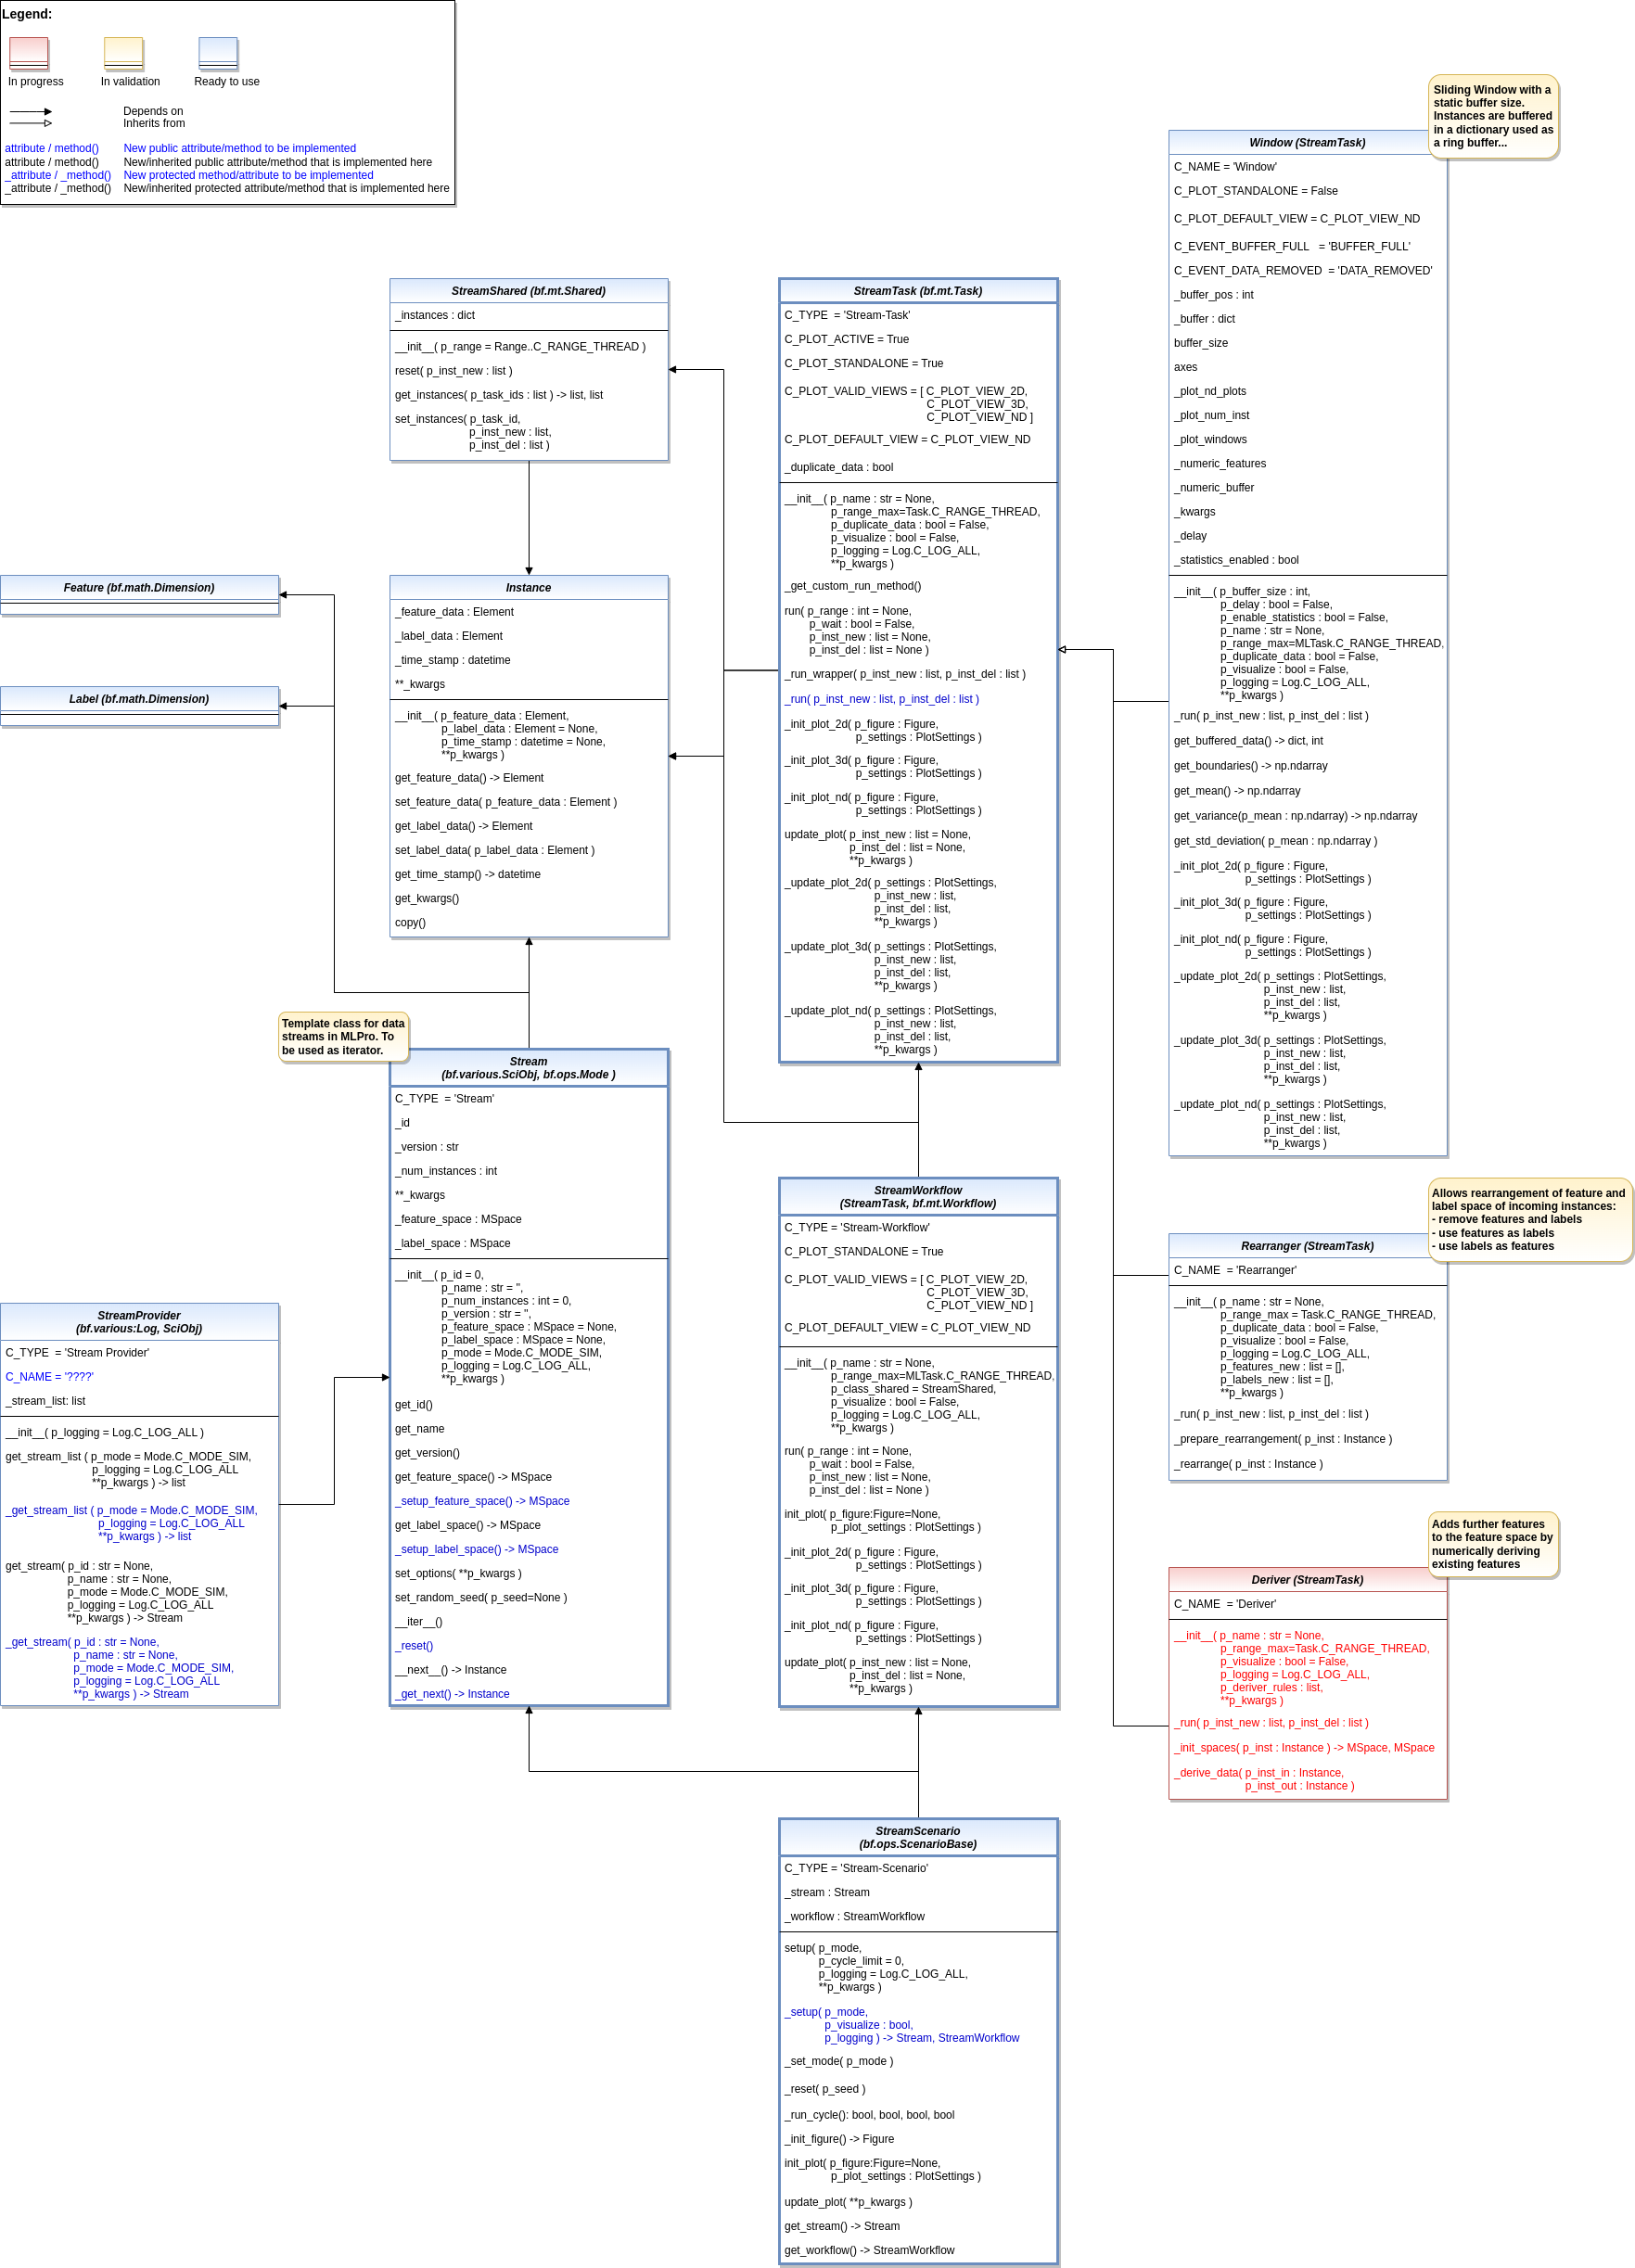 Legend:
In progress
In validation
Ready to use
Depends on
Inherits from
attribute / method() New public attribute/method to be implemented
attribute / method() New/inherited public attribute/method that is implemented here
_attribute / _method() New protected method/attribute to be implemented
_attribute / _method() New/inherited protected attribute/method that is implemented here
StreamShared (bf.mt.Shared)
_instances : dict
__init__( p_range = Range..C_RANGE_THREAD )
reset( p_inst_new : list )
get_instances( p_task_ids : list ) -> list, list
set_instances( p_task_id,
p_inst_new : list,
p_inst_del : list )
Feature (bf.math.Dimension)
Label (bf.math.Dimension)
Instance
_feature_data : Element
_label_data : Element
_time_stamp : datetime
**_kwargs
__init__( p_feature_data : Element,
p_label_data : Element = None,
p_time_stamp : datetime = None,
**p_kwargs )
get_feature_data() -> Element
set_feature_data( p_feature_data : Element )
get_label_data() -> Element
set_label_data( p_label_data : Element )
get_time_stamp() -> datetime
get_kwargs()
copy()
Template class for data
streams in MLPro. To
be used as iterator.
Stream
(bf.various.SciObj, bf.ops.Mode )
C_TYPE = 'Stream'
_id
_version : str
_num_instances : int
**_kwargs
_feature_space : MSpace
_label_space : MSpace
__init__( p_id = 0,
p_name : str = '',
p_num_instances : int = 0,
p_version : str = '',
p_feature_space : MSpace = None,
p_label_space : MSpace = None,
p_mode = Mode.C_MODE_SIM,
p_logging = Log.C_LOG_ALL,
**p_kwargs )
get_id()
get_name
get_version()
get_feature_space() -> MSpace
_setup_feature_space() -> MSpace
get_label_space() -> MSpace
_setup_label_space() -> MSpace
set_options( **p_kwargs )
set_random_seed( p_seed=None )
__iter__()
_reset()
__next__() -> Instance
_get_next() -> Instance
StreamProvider
(bf.various:Log, SciObj)
C_TYPE = 'Stream Provider'
C_NAME = '????'
_stream_list: list
__init__( p_logging = Log.C_LOG_ALL )
get_stream_list ( p_mode = Mode.C_MODE_SIM,
p_logging = Log.C_LOG_ALL
**p_kwargs ) -> list
_get_stream_list ( p_mode = Mode.C_MODE_SIM,
p_logging = Log.C_LOG_ALL
**p_kwargs ) -> list
get_stream( p_id : str = None,
p_name : str = None,
p_mode = Mode.C_MODE_SIM,
p_logging = Log.C_LOG_ALL
**p_kwargs ) -> Stream
_get_stream( p_id : str = None,
p_name : str = None,
p_mode = Mode.C_MODE_SIM,
p_logging = Log.C_LOG_ALL
**p_kwargs ) -> Stream
StreamTask (bf.mt.Task)
C_TYPE = 'Stream-Task'
C_PLOT_ACTIVE = True
C_PLOT_STANDALONE = True
C_PLOT_VALID_VIEWS = [ C_PLOT_VIEW_2D,
C_PLOT_VIEW_3D,
C_PLOT_VIEW_ND ]
C_PLOT_DEFAULT_VIEW = C_PLOT_VIEW_ND
_duplicate_data : bool
__init__( p_name : str = None,
p_range_max=Task.C_RANGE_THREAD,
p_duplicate_data : bool = False,
p_visualize : bool = False,
p_logging = Log.C_LOG_ALL,
**p_kwargs )
_get_custom_run_method()
run( p_range : int = None,
p_wait : bool = False,
p_inst_new : list = None,
p_inst_del : list = None )
_run_wrapper( p_inst_new : list, p_inst_del : list )
_run( p_inst_new : list, p_inst_del : list )
_init_plot_2d( p_figure : Figure,
p_settings : PlotSettings )
_init_plot_3d( p_figure : Figure,
p_settings : PlotSettings )
_init_plot_nd( p_figure : Figure,
p_settings : PlotSettings )
update_plot( p_inst_new : list = None,
p_inst_del : list = None,
**p_kwargs )
_update_plot_2d( p_settings : PlotSettings,
p_inst_new : list,
p_inst_del : list,
**p_kwargs )
_update_plot_3d( p_settings : PlotSettings,
p_inst_new : list,
p_inst_del : list,
**p_kwargs )
_update_plot_nd( p_settings : PlotSettings,
p_inst_new : list,
p_inst_del : list,
**p_kwargs )
StreamWorkflow
(StreamTask, bf.mt.Workflow)
C_TYPE = 'Stream-Workflow'
C_PLOT_STANDALONE = True
C_PLOT_VALID_VIEWS = [ C_PLOT_VIEW_2D,
C_PLOT_VIEW_3D,
C_PLOT_VIEW_ND ]
C_PLOT_DEFAULT_VIEW = C_PLOT_VIEW_ND
__init__( p_name : str = None,
p_range_max=MLTask.C_RANGE_THREAD,
p_class_shared = StreamShared,
p_visualize : bool = False,
p_logging = Log.C_LOG_ALL,
**p_kwargs )
run( p_range : int = None,
p_wait : bool = False,
p_inst_new : list = None,
p_inst_del : list = None )
init_plot( p_figure:Figure=None,
p_plot_settings : PlotSettings )
_init_plot_2d( p_figure : Figure,
p_settings : PlotSettings )
_init_plot_3d( p_figure : Figure,
p_settings : PlotSettings )
_init_plot_nd( p_figure : Figure,
p_settings : PlotSettings )
update_plot( p_inst_new : list = None,
p_inst_del : list = None,
**p_kwargs )
StreamScenario
(bf.ops.ScenarioBase)
C_TYPE = 'Stream-Scenario'
_stream : Stream
_workflow : StreamWorkflow
setup( p_mode,
p_cycle_limit = 0,
p_logging = Log.C_LOG_ALL,
**p_kwargs )
_setup( p_mode,
p_visualize : bool,
p_logging ) -> Stream, StreamWorkflow
_set_mode( p_mode )
_reset( p_seed )
_run_cycle(): bool, bool, bool, bool
_init_figure() -> Figure
init_plot( p_figure:Figure=None,
p_plot_settings : PlotSettings )
update_plot( **p_kwargs )
get_stream() -> Stream
get_workflow() -> StreamWorkflow
Sliding Window with a
static buffer size.
Instances are buffered
in a dictionary used as
a ring buffer...
Window (StreamTask)
C_NAME = 'Window'
C_PLOT_STANDALONE = False
C_PLOT_DEFAULT_VIEW = C_PLOT_VIEW_ND
C_EVENT_BUFFER_FULL = 'BUFFER_FULL'
C_EVENT_DATA_REMOVED = 'DATA_REMOVED'
_buffer_pos : int
_buffer : dict
buffer_size
axes
_plot_nd_plots
_plot_num_inst
_plot_windows
_numeric_features
_numeric_buffer
_kwargs
_delay
_statistics_enabled : bool
__init__( p_buffer_size : int,
p_delay : bool = False,
p_enable_statistics : bool = False,
p_name : str = None,
p_range_max=MLTask.C_RANGE_THREAD,
p_duplicate_data : bool = False,
p_visualize : bool = False,
p_logging = Log.C_LOG_ALL,
**p_kwargs )
_run( p_inst_new : list, p_inst_del : list )
get_buffered_data() -> dict, int
get_boundaries() -> np.ndarray
get_mean() -> np.ndarray
get_variance(p_mean : np.ndarray) -> np.ndarray
get_std_deviation( p_mean : np.ndarray )
_init_plot_2d( p_figure : Figure,
p_settings : PlotSettings )
_init_plot_3d( p_figure : Figure,
p_settings : PlotSettings )
_init_plot_nd( p_figure : Figure,
p_settings : PlotSettings )
_update_plot_2d( p_settings : PlotSettings,
p_inst_new : list,
p_inst_del : list,
**p_kwargs )
_update_plot_3d( p_settings : PlotSettings,
p_inst_new : list,
p_inst_del : list,
**p_kwargs )
_update_plot_nd( p_settings : PlotSettings,
p_inst_new : list,
p_inst_del : list,
**p_kwargs )
Allows rearrangement of feature and
label space of incoming instances:
- remove features and labels
- use features as labels
- use labels as features
Rearranger (StreamTask)
C_NAME = 'Rearranger'
__init__( p_name : str = None,
p_range_max = Task.C_RANGE_THREAD,
p_duplicate_data : bool = False,
p_visualize : bool = False,
p_logging = Log.C_LOG_ALL,
p_features_new : list = [],
p_labels_new : list = [],
**p_kwargs )
_run( p_inst_new : list, p_inst_del : list )
_prepare_rearrangement( p_inst : Instance )
_rearrange( p_inst : Instance )
Adds further features
to the feature space by
numerically deriving
existing features
Deriver (StreamTask)
C_NAME = 'Deriver'
__init__( p_name : str = None,
p_range_max=Task.C_RANGE_THREAD,
p_visualize : bool = False,
p_logging = Log.C_LOG_ALL,
p_deriver_rules : list,
**p_kwargs )
_run( p_inst_new : list, p_inst_del : list )
_init_spaces( p_inst : Instance ) -> MSpace, MSpace
_derive_data( p_inst_in : Instance,
p_inst_out : Instance )